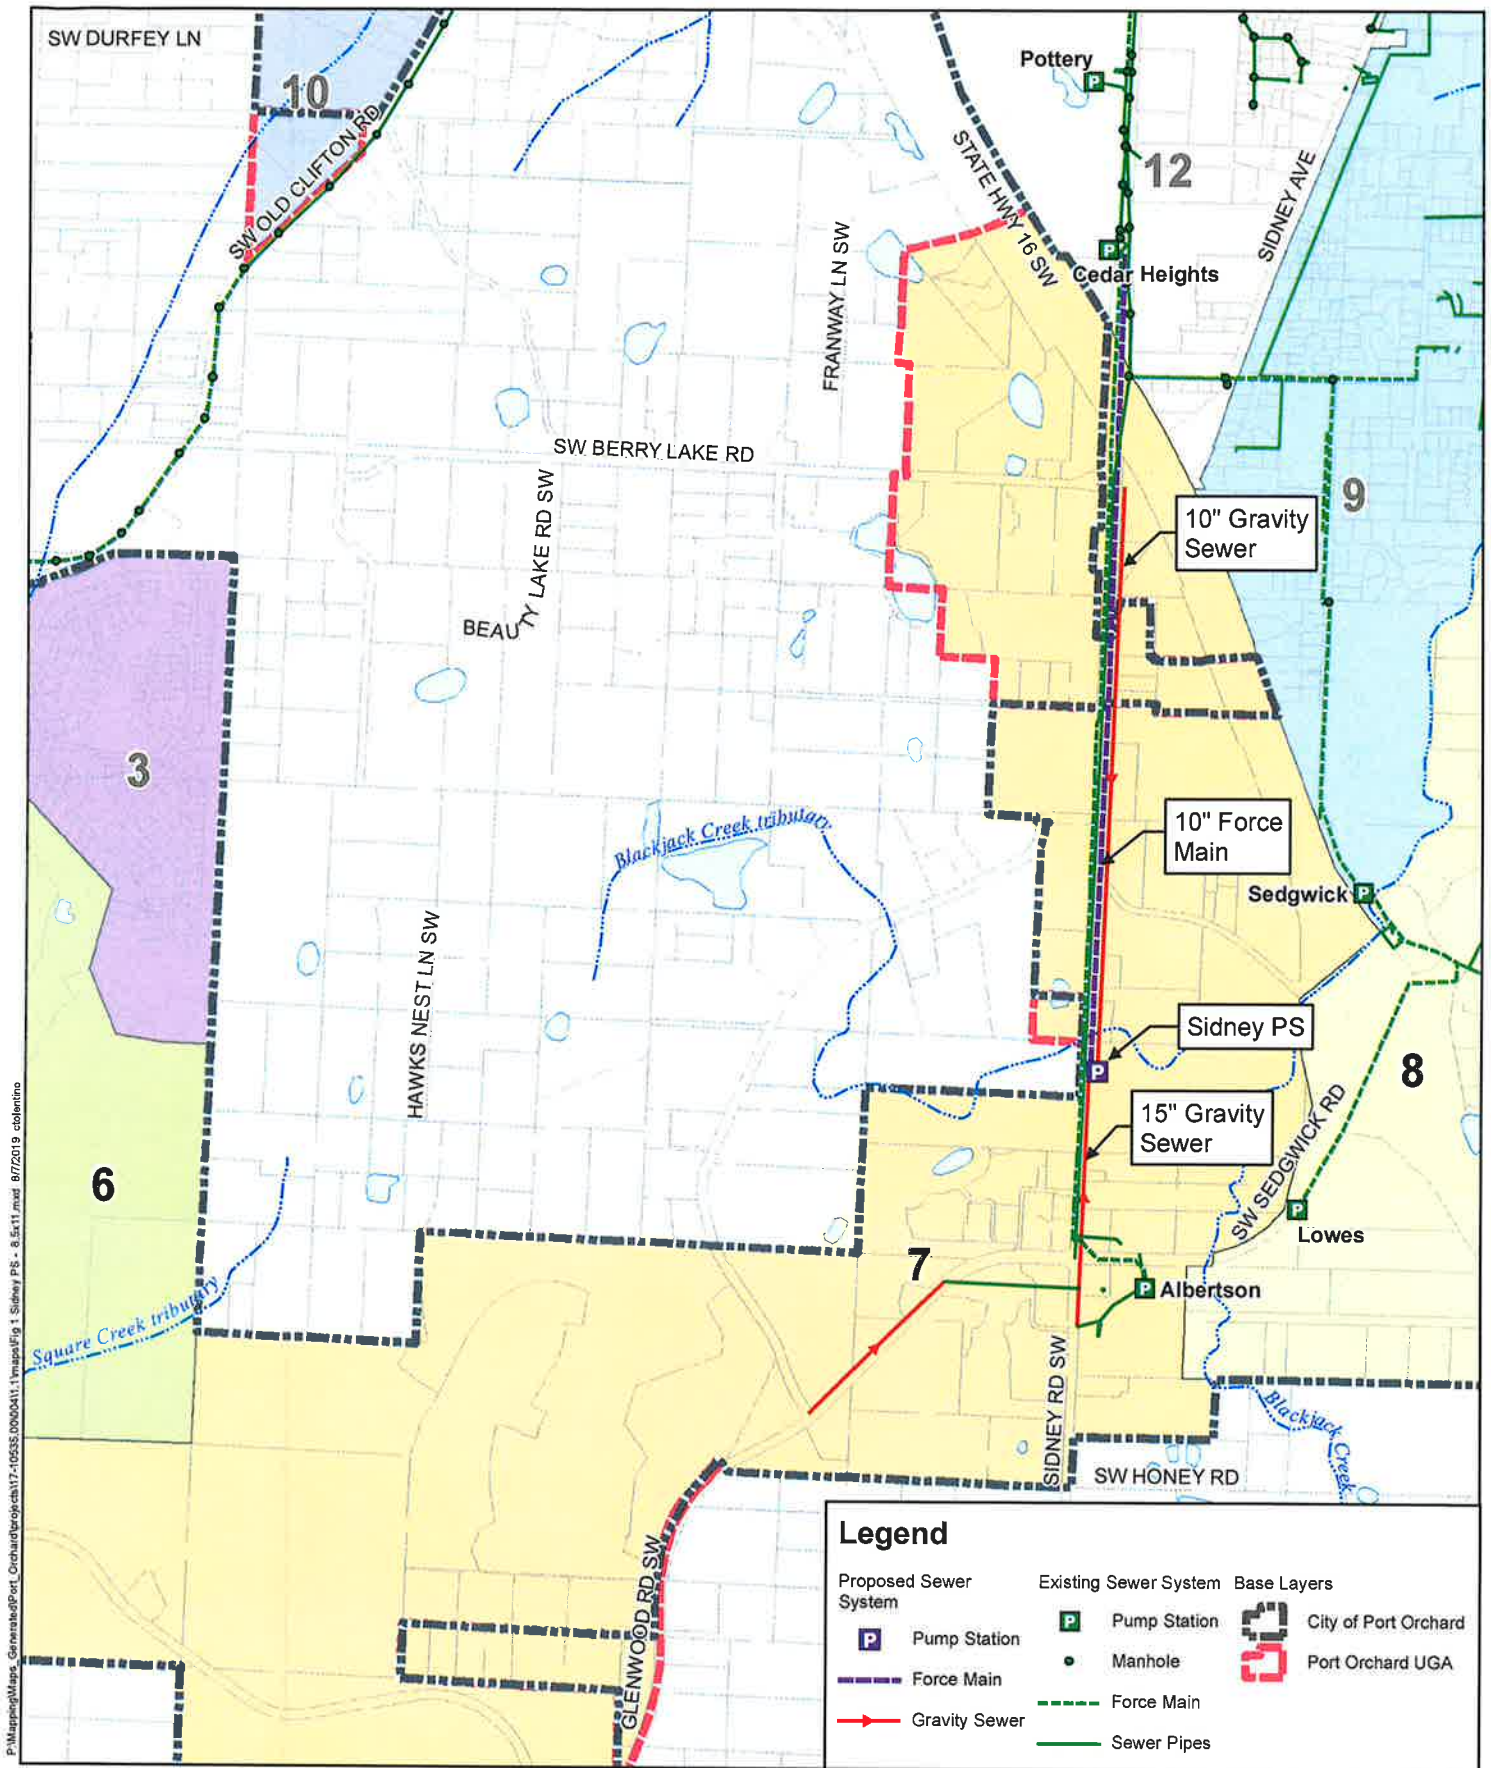 SW DURFEY LN
10
SW OLD CLIFTON RD
Pottery
12
STATE HWY 16 SW
SIDNEY AVE
Cedar Heights
FRANWAY LN SW
SW BERRY LAKE RD
BEAUTY LAKE RD SW
9
10" Gravity
Sewer
3
Blackjack Creek tributary
10" Force
Main
Sedgwick
HAWKS NEST LN SW
Sidney PS
8
15" Gravity
Sewer
SW SEDGWICK RD
6
Lowes
7
Albertson
Square Creek tributary
SIDNEY RD SW
Blackjack Creek
SW HONEY RD
GLENWOOD RD SW
Legend
Proposed Sewer
System
P Pump Station
Force Main
Gravity Sewer
Existing Sewer System
P Pump Station
Manhole
Force Main
Sewer Pipes
Base Layers
City of Port Orchard
Port Orchard UGA